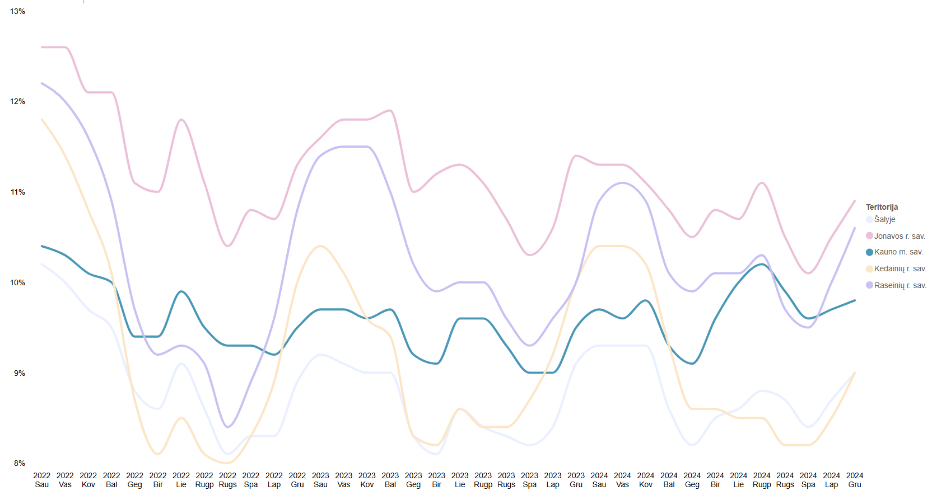 13%
12%
11%
10%
9%
8%
2022 2022 2022 2022 2022 2022 2022 2022 2022 2022 2022 2022 2023 2023 2023 2023 2023 2023 2023 2023 2023 2023 2023 2023 2024 2024 2024 2024 2024 2024 2024 2024 2024 2024 2024 2024
Sau Vas Kov Bal Geg Bir Lie Rugp Rugs Spa Lap Gru Sau Vas Kov Bal Geg Bir Lie Rugp Rugs Spa Lap Gru Sau Vas Kov Bal Geg Bir Lie Rugp Rugs Spa Lap Gru
Teritorija
Šalyje
Jonavos r. sav.
Kauno m. sav.
Kėdainių r. sav.
Raseinių r. sav.